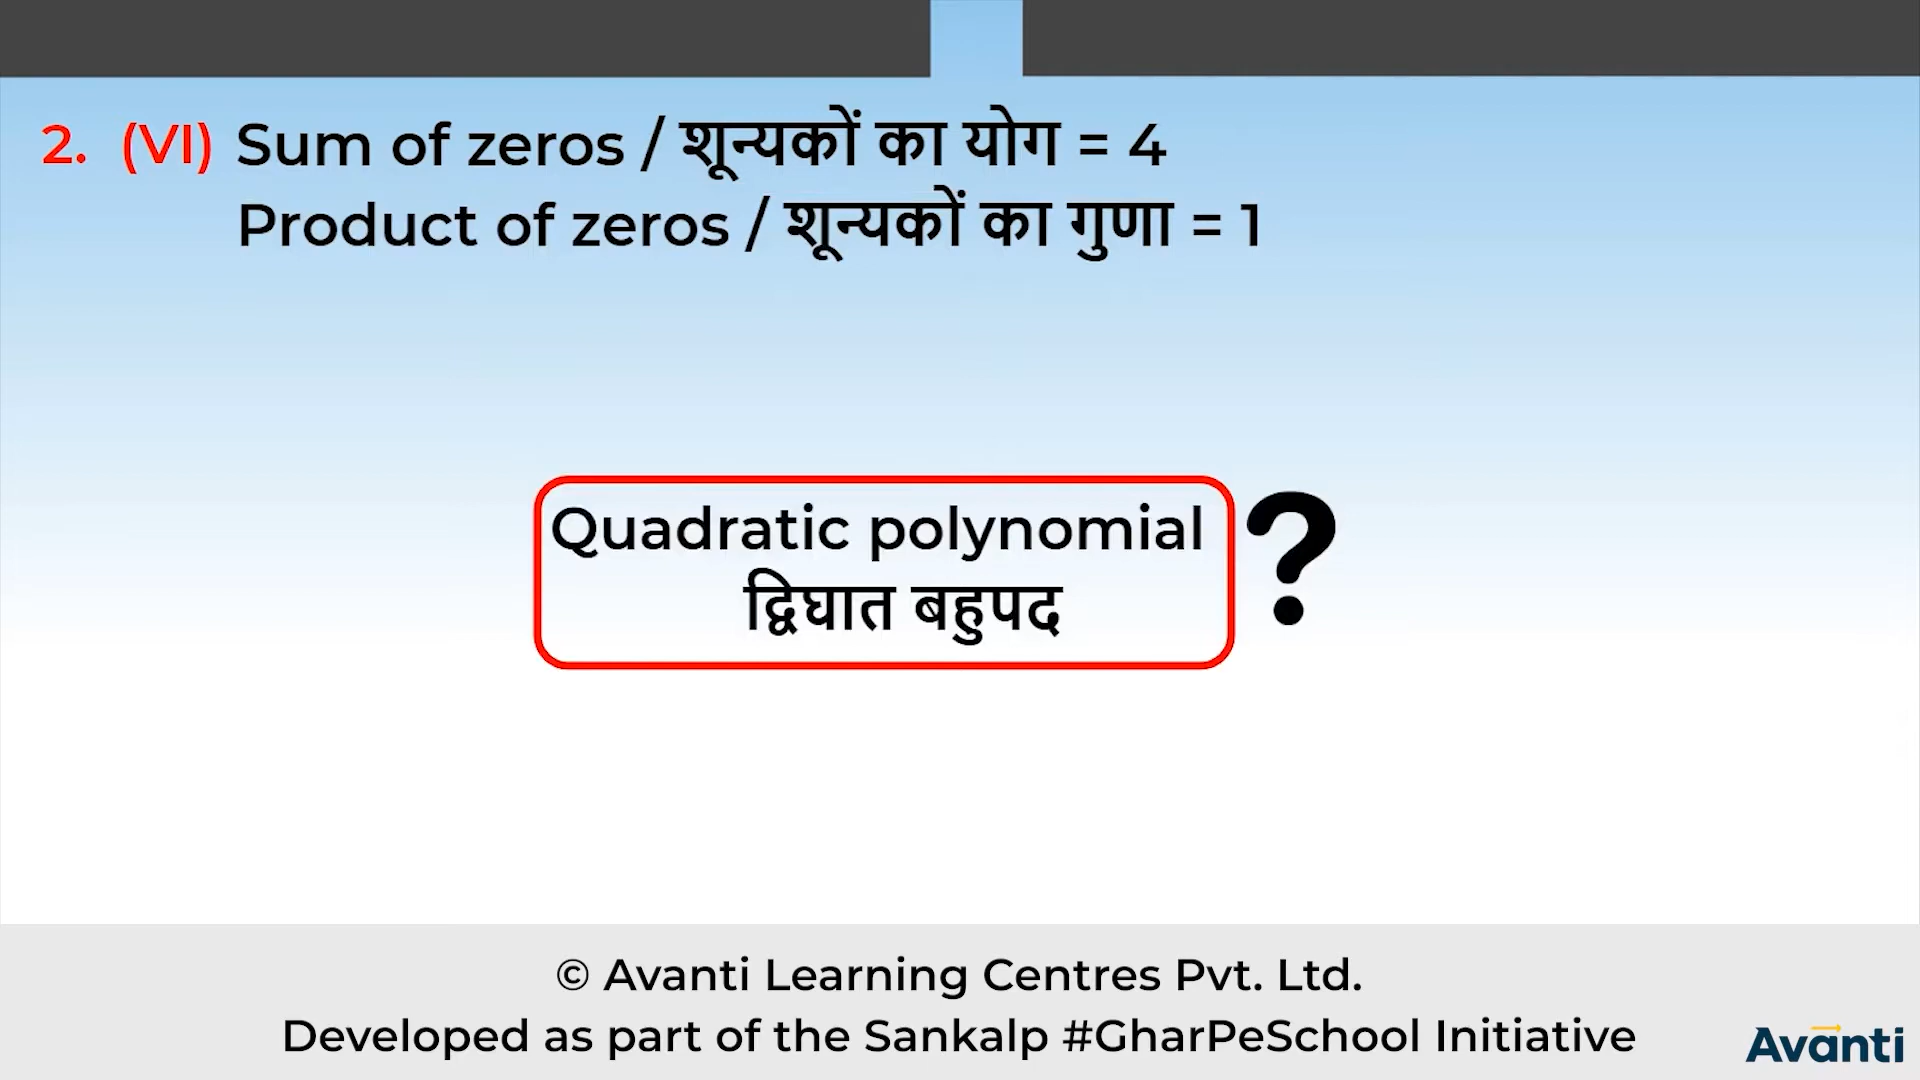 2. (VI) Sum of zeros / शून्यकों का योग = 4
Product of zeros / शून्यकों का गुणा = 1
Quadratic polynomial ?
द्विघात बहुपद
© Avanti Learning Centres Pvt. Ltd.
Developed as part of the Sankalp #GharPeSchool Initiative
Avanti